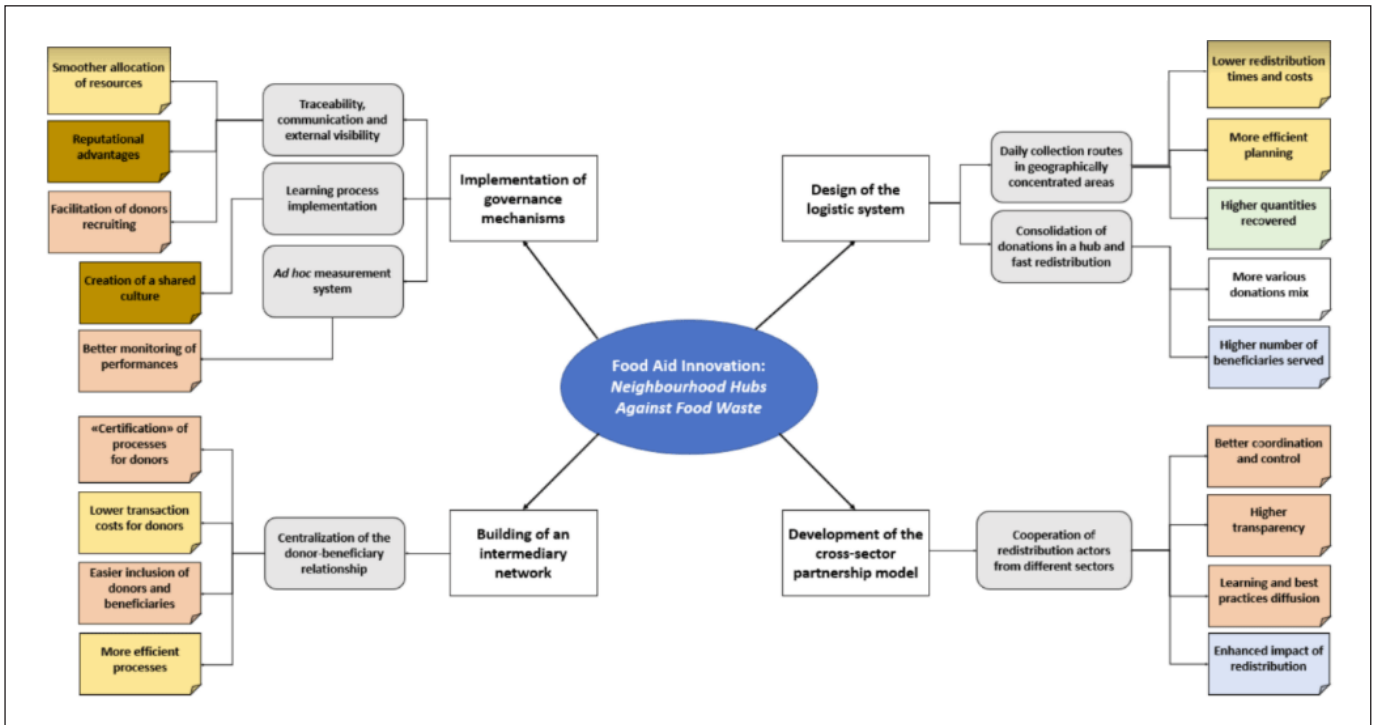 Smoother allocation
of resources
Reputational
advantages
Facilitation of donors
recruiting
Creation of a shared
culture
Better monitoring of
performances
Traceability,
communication and
external visibility
Learning process
implementation
Ad hoc measurement
system
Implementation of
governance
mechanisms
Design of the
logistic system
Daily collection routes
in geographically
concentrated areas
Consolidation of
donations in a hub and
fast redistribution
Lower redistribution
times and costs
More efficient
planning
Higher quantities
recovered
More various
donations mix
Higher number of
beneficiaries served
Food Aid Innovation:
Neighbourhood Hubs
Against Food Waste
«Certification» of
processes
for donors
Lower transaction
costs for donors
Easier inclusion of
donors and
beneficiaries
More efficient
processes
Centralization of the
donor-beneficiary
relationship
Building of an
intermediary
network
Development of the
cross-sector
partnership model
Cooperation of
redistribution actors
from different sectors
Better coordination
and control
Higher
transparency
Learning and best
practices diffusion
Enhanced impact of
redistribution